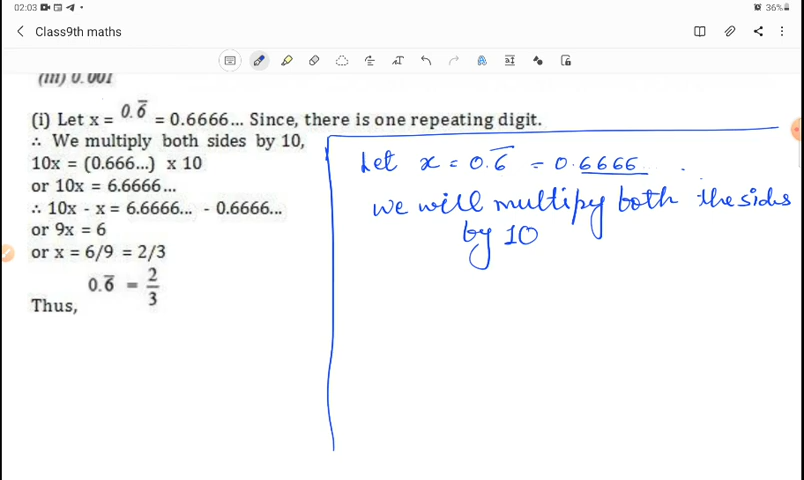 02:03
36%
Class9th maths
(iii) 0.001
(i) Let x = 0.6̅ = 0.6666... Since, there is one repeating digit.
∴ We multiply both sides by 10,
10x = (0.666...) x 10
or 10x = 6.6666...
∴ 10x - x = 6.6666... - 0.6666...
or 9x = 6
or x = 6/9 = 2/3
Thus, 0.6̅ = 2/3
Let x = 0.6̅ = 0.6666...
we will multipy both the sides
by 10